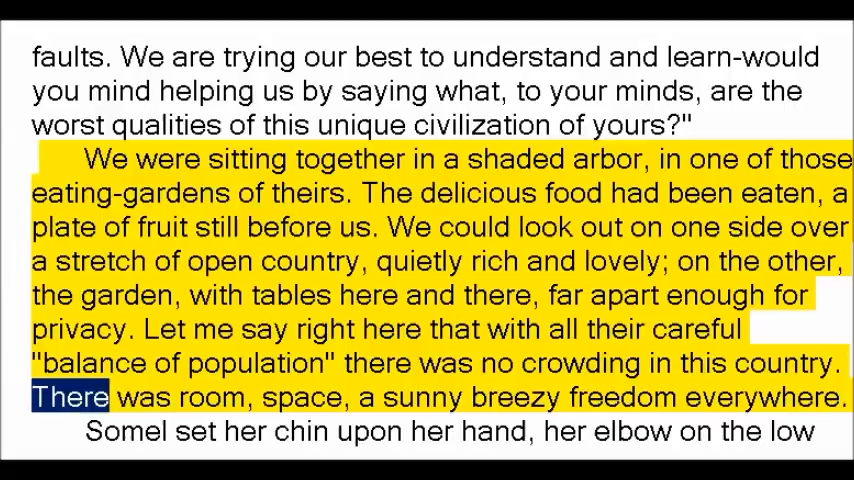 faults. We are trying our best to understand and learn-would
you mind helping us by saying what, to your minds, are the
worst qualities of this unique civilization of yours?"
We were sitting together in a shaded arbor, in one of those
eating-gardens of theirs. The delicious food had been eaten, a
plate of fruit still before us. We could look out on one side over
a stretch of open country, quietly rich and lovely; on the other,
the garden, with tables here and there, far apart enough for
privacy. Let me say right here that with all their careful
"balance of population" there was no crowding in this country.
There was room, space, a sunny breezy freedom everywhere.
Somel set her chin upon her hand, her elbow on the low